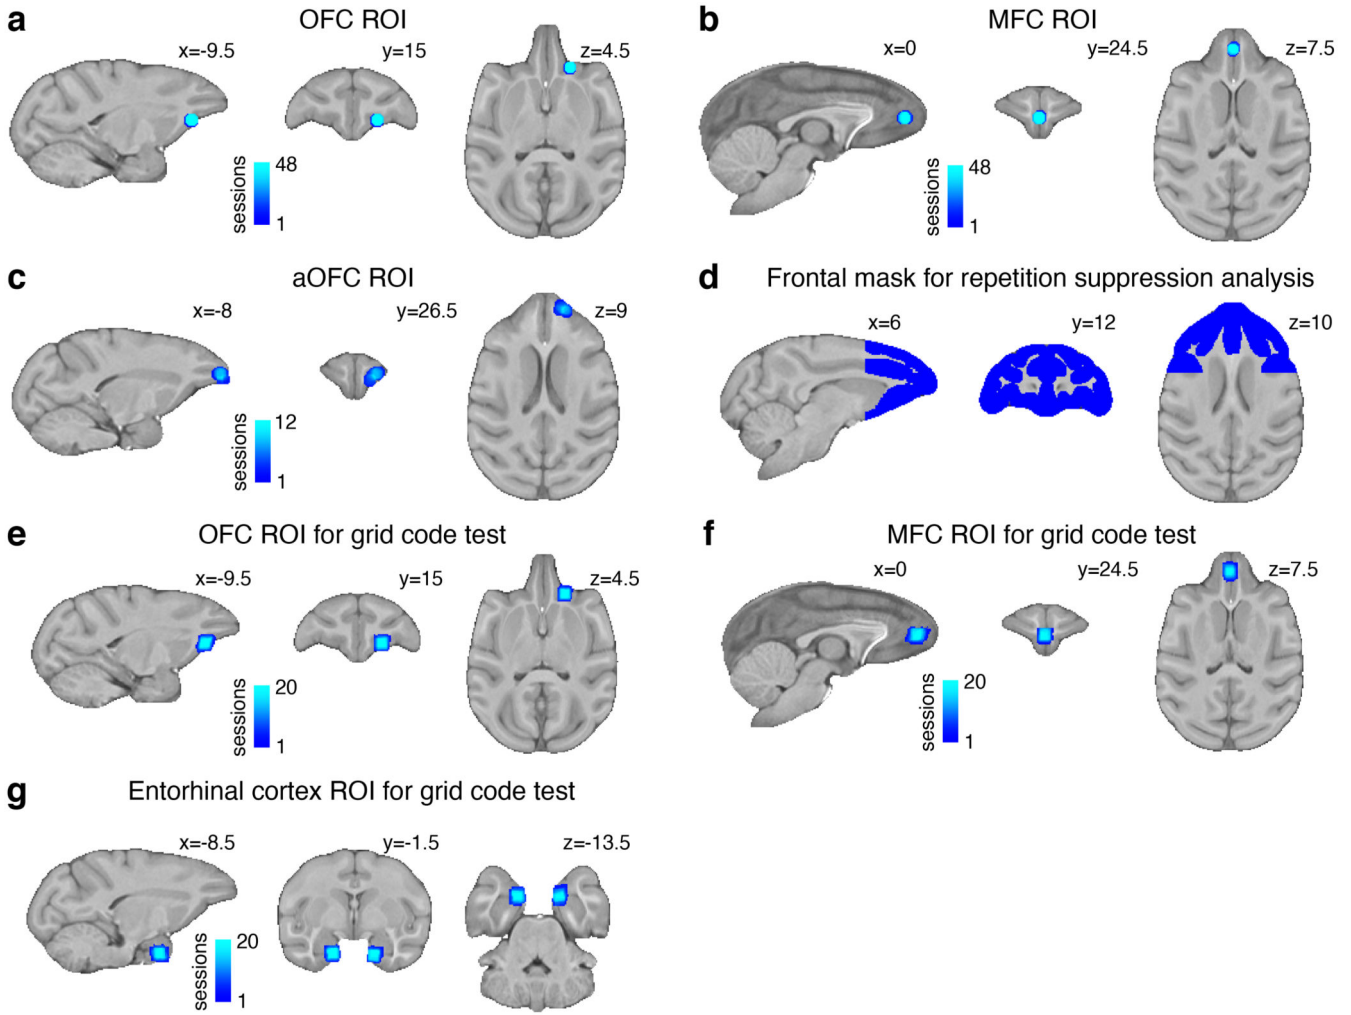 a
OFC ROI
x=-9.5
y=15
z=4.5
sessions
48
1
b
MFC ROI
x=0
y=24.5
z=7.5
sessions
48
1
c
aOFC ROI
x=-8
y=26.5
z=9
sessions
12
1
d
Frontal mask for repetition suppression analysis
x=6
y=12
z=10
e
OFC ROI for grid code test
x=-9.5
y=15
z=4.5
sessions
20
1
f
MFC ROI for grid code test
x=0
y=24.5
z=7.5
sessions
20
1
g
Entorhinal cortex ROI for grid code test
x=-8.5
y=-1.5
z=-13.5
sessions
20
1